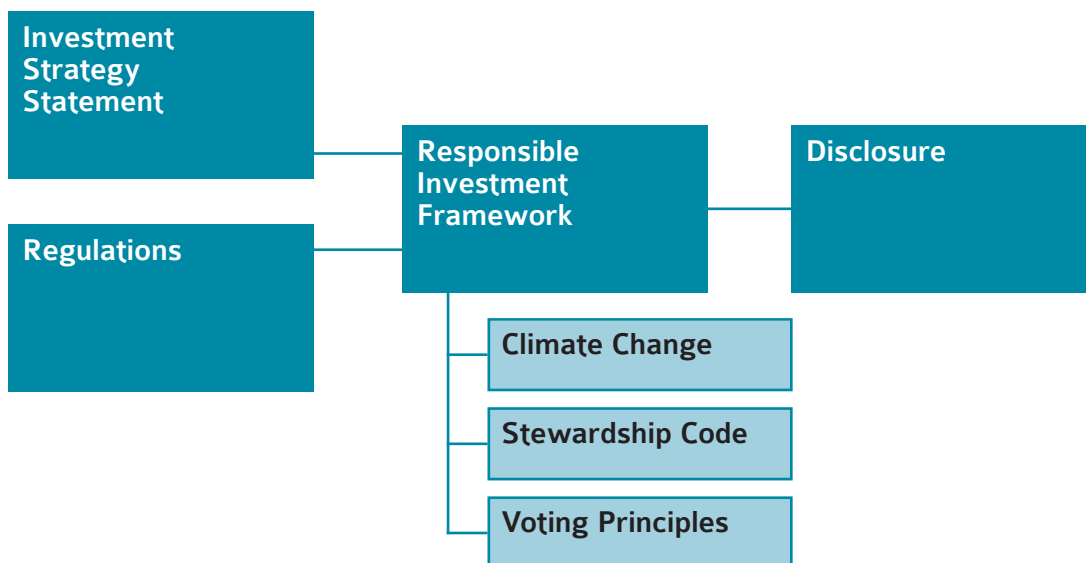 Investment
Strategy
Statement
Regulations
Responsible
Investment
Framework
Disclosure
Climate Change
Stewardship Code
Voting Principles